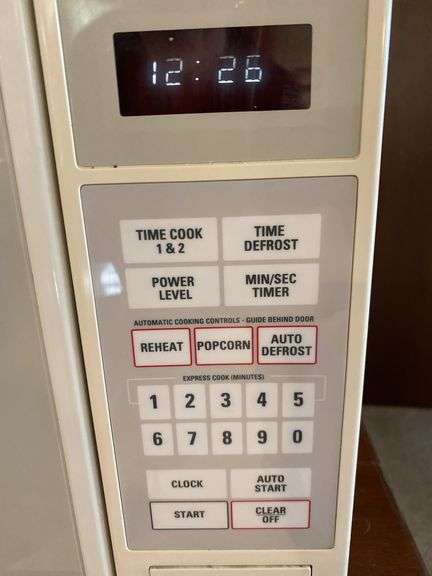 12:26
TIME COOK
1 & 2
TIME
DEFROST
POWER
LEVEL
MIN/SEC
TIMER
AUTOMATIC COOKING CONTROLS - GUIDE BEHIND DOOR
REHEAT
POPCORN
AUTO
DEFROST
EXPRESS COOK (MINUTES)
1 2 3 4 5
6 7 8 9 0
CLOCK
AUTO
START
START
CLEAR
OFF